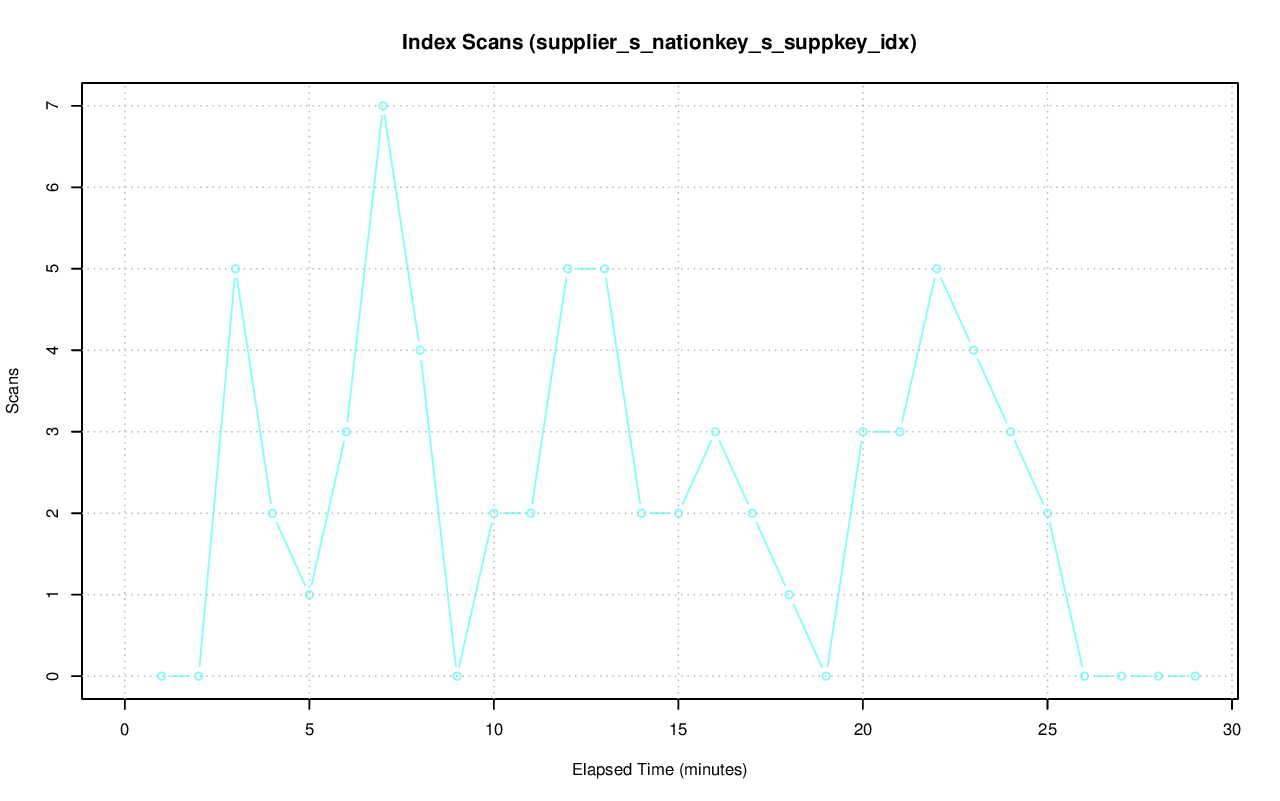 Index Scans (supplier_s_nationkey_s_suppkey_idx)
7
6
5
4
3
2
1
0
Scans
0 5 10 15 20 25 30
Elapsed Time (minutes)